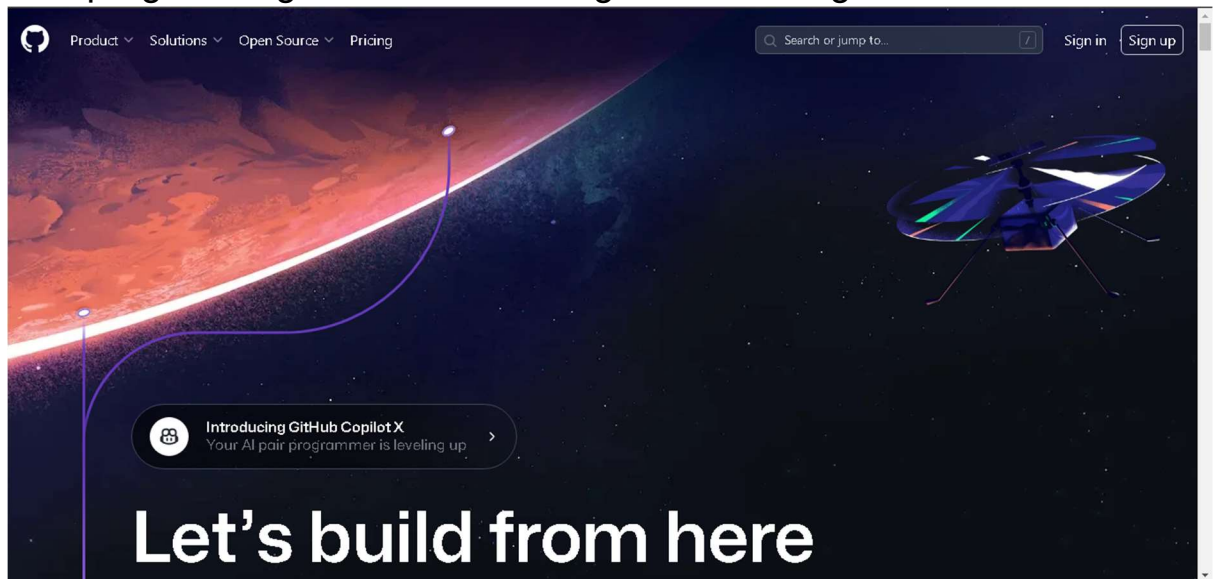 Product Solutions Open Source Pricing Search or jump to... / Sign in Sign up
Introducing GitHub Copilot X
Your AI pair programmer is leveling up
Let's build from here